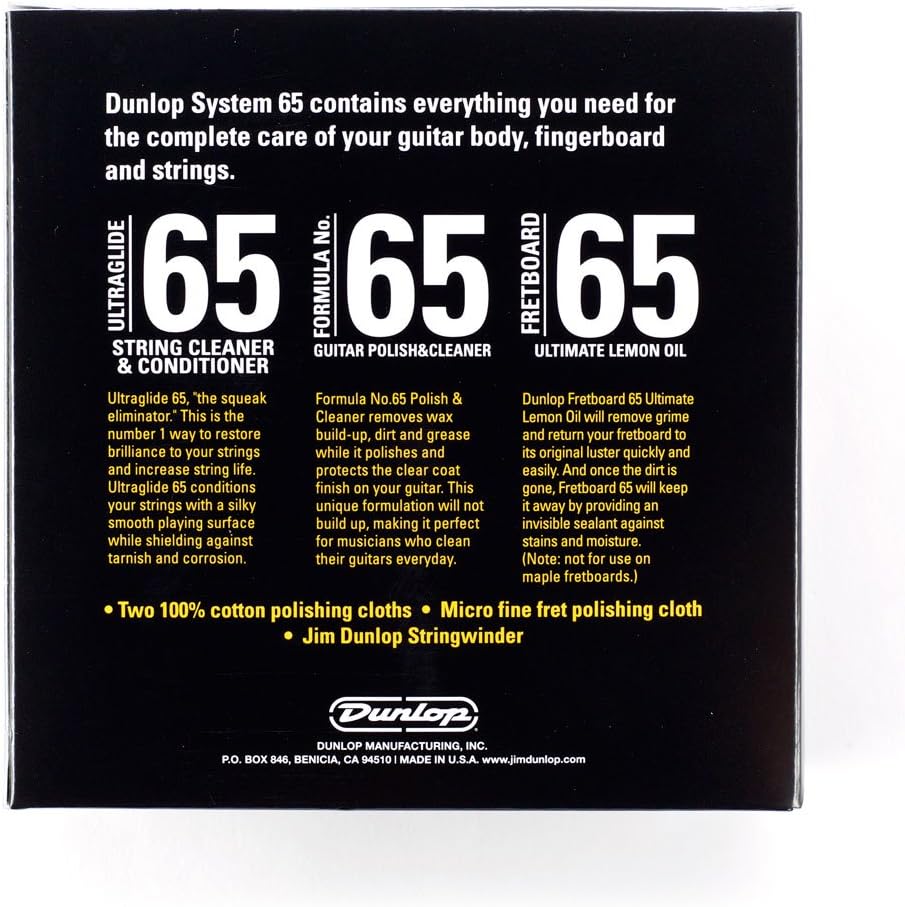 Dunlop System 65 contains everything you need for
the complete care of your guitar body, fingerboard
and strings.
ULTRAGLIDE
65
STRING CLEANER
& CONDITIONER
Ultraglide 65, "the squeak
eliminator." This is the
number 1 way to restore
brilliance to your strings
and increase string life.
Ultraglide 65 conditions
your strings with a silky
smooth playing surface
while shielding against
tarnish and corrosion.
FORMULA No.
65
GUITAR POLISH&CLEANER
Formula No.65 Polish &
Cleaner removes wax
build-up, dirt and grease
while it polishes and
protects the clear coat
finish on your guitar. This
unique formulation will not
build up, making it perfect
for musicians who clean
their guitars everyday.
FRETBOARD
65
ULTIMATE LEMON OIL
Dunlop Fretboard 65 Ultimate
Lemon Oil will remove grime
and return your fretboard to
its original luster quickly and
easily. And once the dirt is
gone, Fretboard 65 will keep
it away by providing an
invisible sealant against
stains and moisture.
(Note: not for use on
maple fretboards.)
• Two 100% cotton polishing cloths • Micro fine fret polishing cloth
• Jim Dunlop Stringwinder
Dunlop
DUNLOP MANUFACTURING, INC.
P.O. BOX 846, BENICIA, CA 94510 | MADE IN U.S.A. www.jimdunlop.com